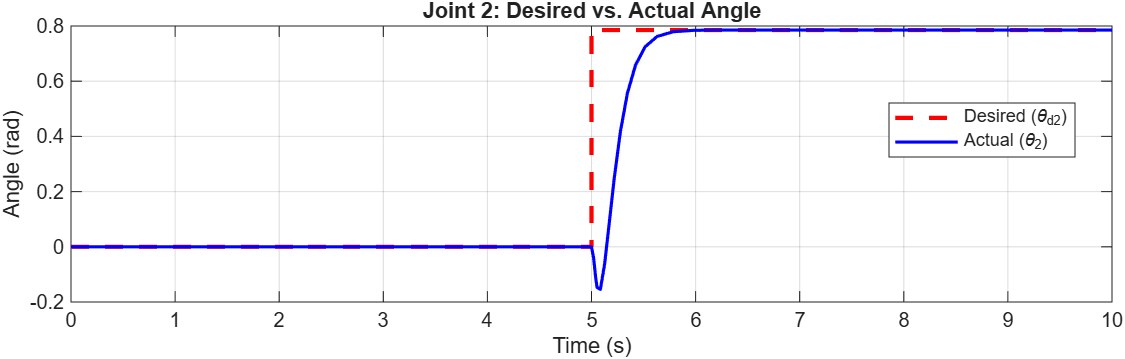 Joint 2: Desired vs. Actual Angle
Angle (rad)
0.8
0.6
0.4
0.2
0
-0.2
Desired (θd2)
Actual (θ2)
0 1 2 3 4 5 6 7 8 9 10
Time (s)